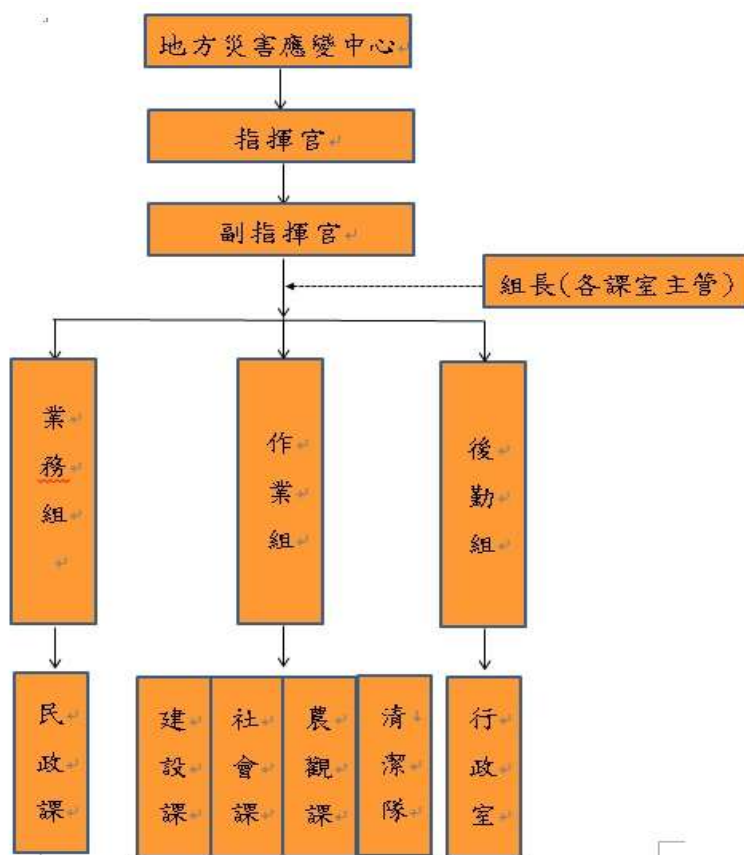 地方災害應變中心
指揮官
副指揮官
組長(各課室主管)
業務組
作業組
後勤組
民政課
建設課
社會課
農觀課
清潔隊
行政室